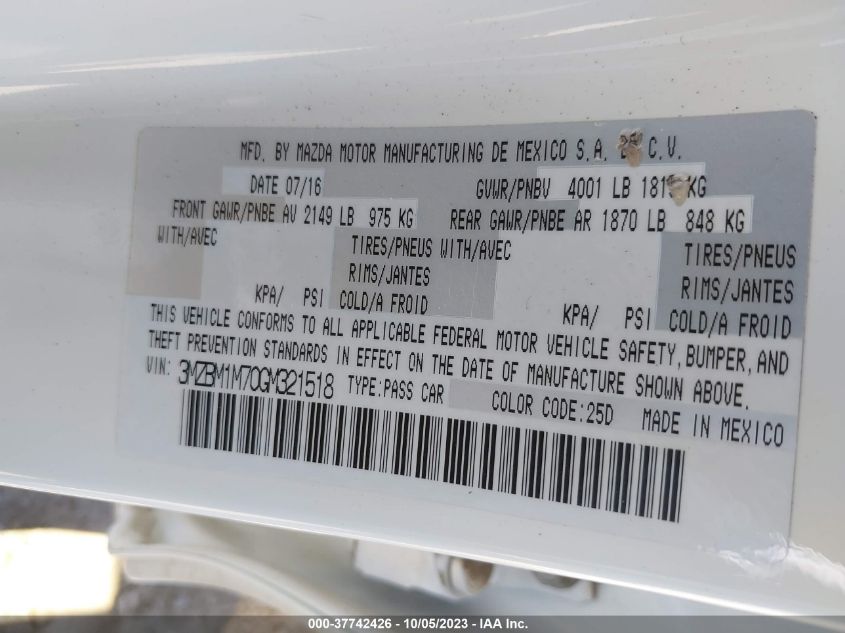 MFD. BY MAZDA MOTOR MANUFACTURING DE MEXICO S.A. C.V.
DATE 07/16 GVWR/PNBV 4001 LB KG
FRONT GAWR/PNBE AV 2149 LB 975 KG REAR GAWR/PNBE AR 1870 LB 848 KG
WITH/AVEC TIRES/PNEUS WITH/AVEC TIRES/PNEUS
RIMS/JANTES RIMS/JANTES
KPA/ PSI COLD/A FROID KPA/ PSI COLD/A FROID
THIS VEHICLE CONFORMS TO ALL APPLICABLE FEDERAL MOTOR VEHICLE SAFETY, BUMPER, AND
THEFT PREVENTION STANDARDS IN EFFECT ON THE DATE OF MANUFACTURE SHOWN ABOVE.
VIN: 3MZBM1M70GM321518 TYPE:PASS CAR COLOR CODE:25D MADE IN MEXICO
000-37742426 - 10/05/2023 - IAA Inc.